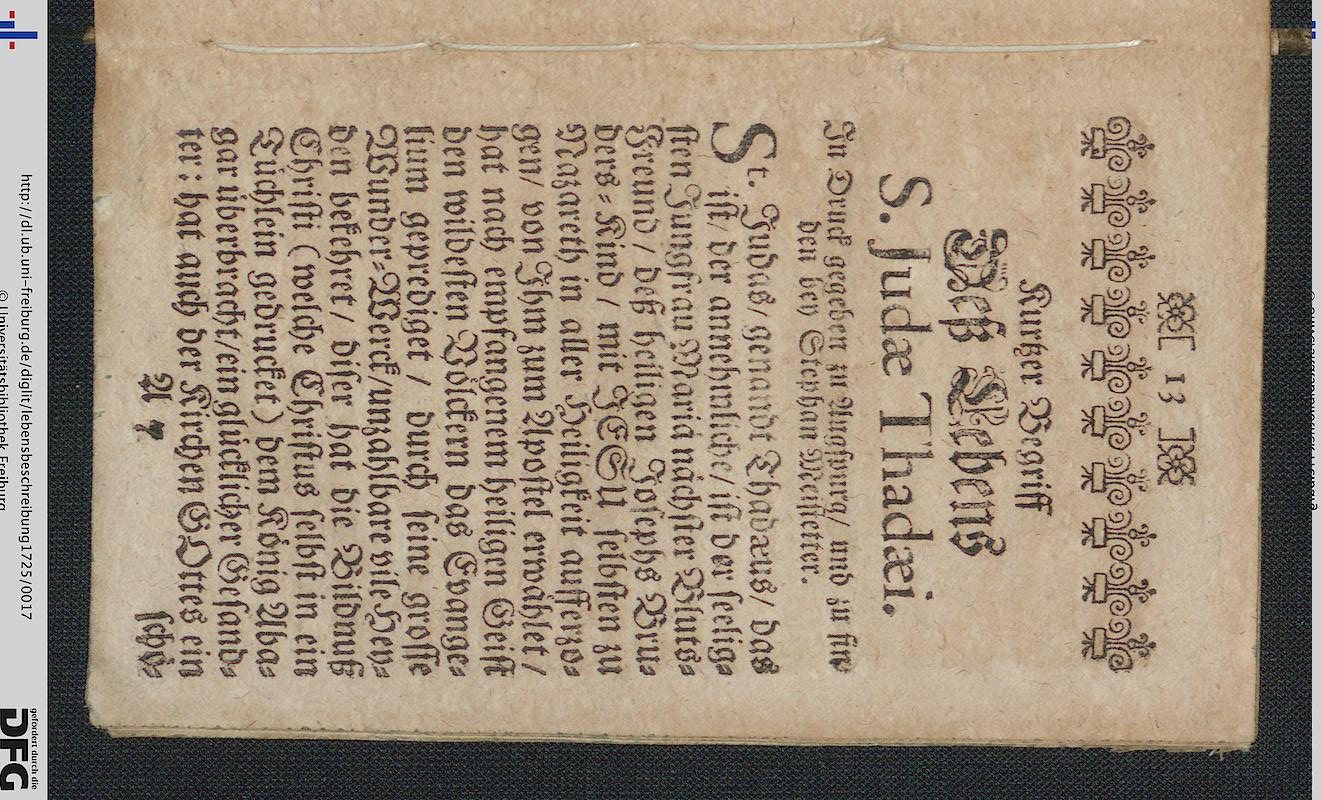 [ 13 ]
Kurtzer Begriff
Deß Lebens
S. Judæ Thadæi.
In Druck gegeben zu Augspurg/ und zu fin-
den bey Stephan Meistetter.
St. Judas/ genandt Thadæus/ das
ist/ der annehmliche/ ist der seelig-
sten Jungfrau Mariä nächster Bluts-
Freund/ deß heiligen Josephs Bru-
ders-Kind/ mit JESU selbsten zu
Nazareth in aller Heiligkeit aufferzo-
gen/ von Ihm zum Apostel erwählet/
hat nach empfangenem heiligen Geist
den wildesten Völckern das Evange-
lium geprediget/ durch seine grosse
Wunder-Werck/unzahlbare vile Hey-
den bekehret/ diser hat die Bildnuß
Christi (welche Christus selbst in ein
Tüchlein gedrucket) dem König Aba-
gar überbracht/ein glücklicher Gesand-
ter: hat auch der Kirchen GOttes ein
A 7
schö-
http://dl.ub.uni-freiburg.de/diglit/lebensbeschreibung1725/0017
© Universitätsbibliothek Freiburg
gefördert durch die
DFG